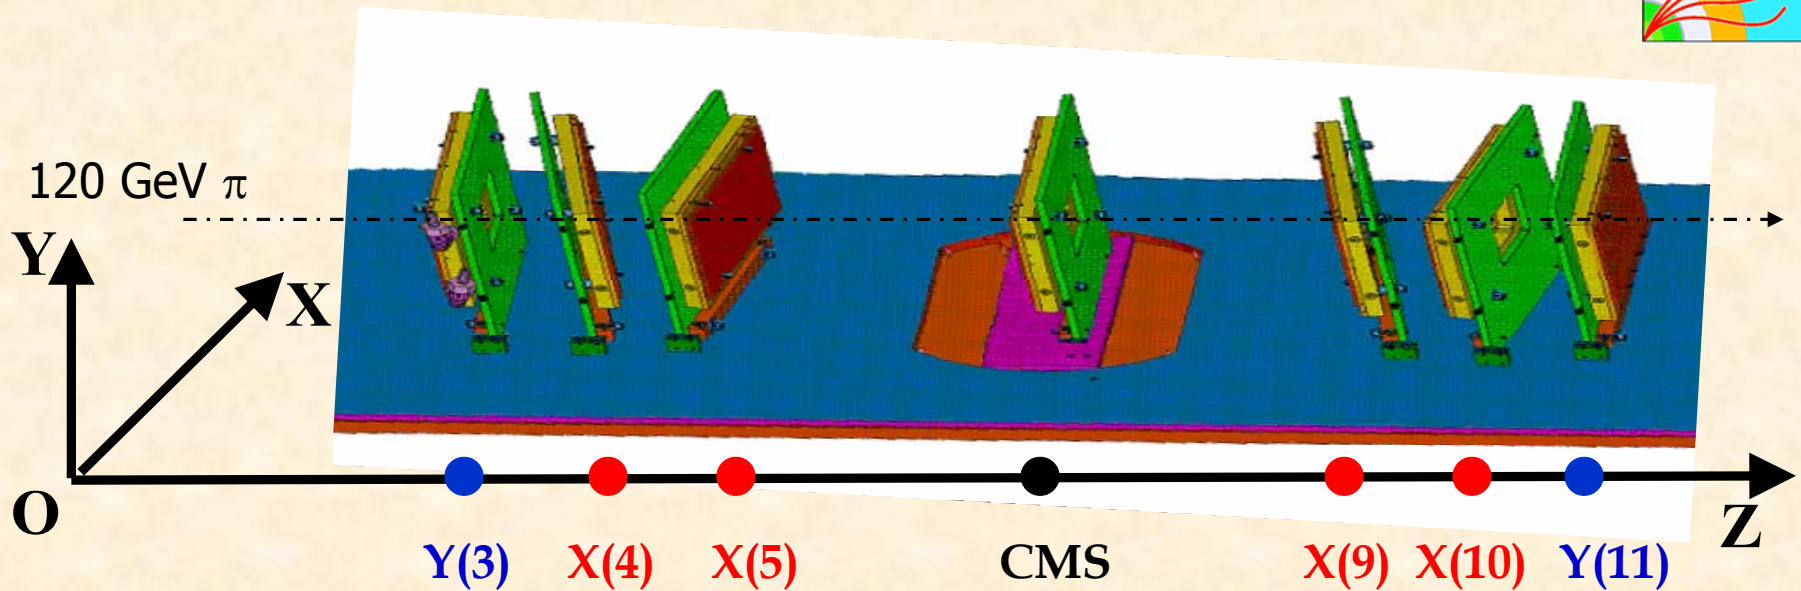 120 GeV π
Y
X
O
Z
Y(3) X(4) X(5) CMS X(9) X(10) Y(11)